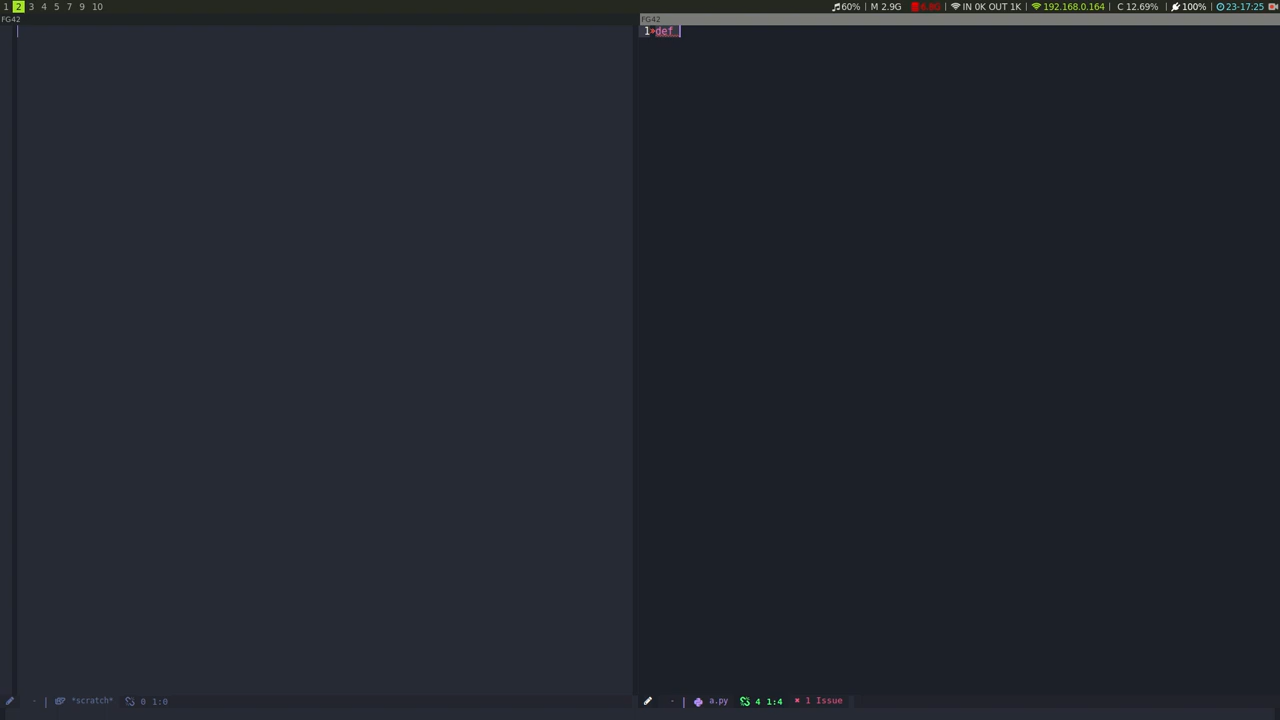 1 2 3 4 5 7 9 10 60% | M 2.9G | IN 0K OUT 1K | 192.168.0.164 | C 12.69% | 100% | 23-17:25
FG42
FG42
1 def
- | *scratch* 0 1:0
- | a.py 4 1:4 1 Issue